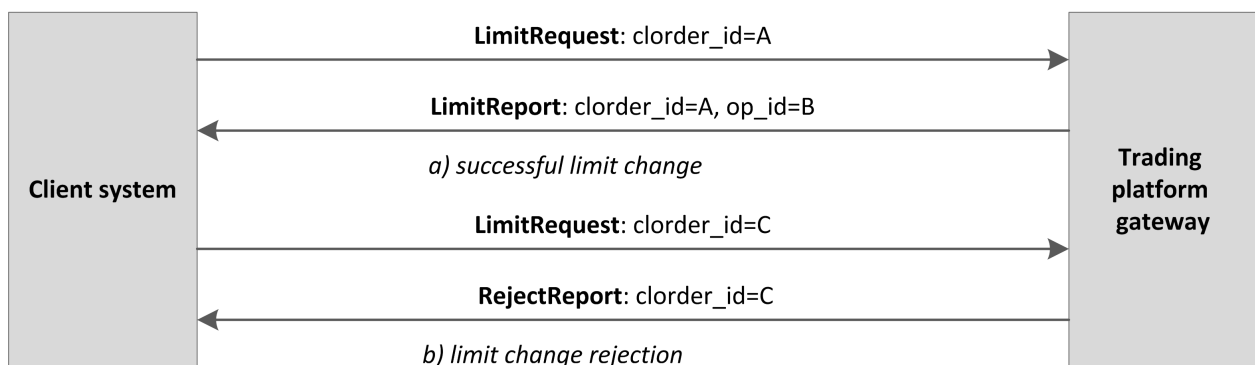 LimitRequest: clorder_id=A
LimitReport: clorder_id=A, op_id=B
a) successful limit change
Client system
Trading
platform
gateway
LimitRequest: clorder_id=C
RejectReport: clorder_id=C
b) limit change rejection